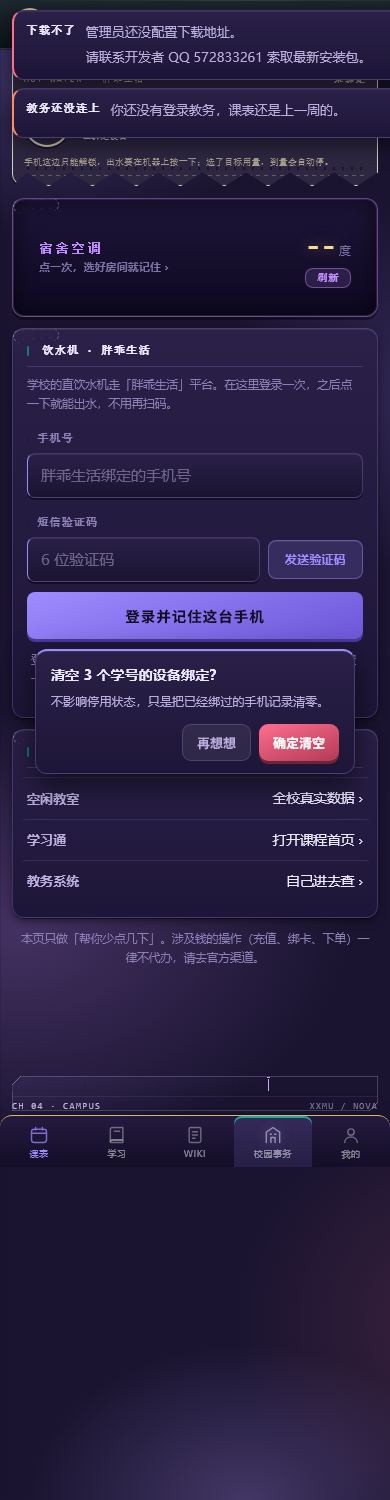 下载不了
管理员还没配置下载地址。
请联系开发者 QQ 572833261 索取最新安装包。
教务还没连上
你还没有登录教务，课表还是上一周的。
手机这边只能解锁，出水要在机器上按一下；选了目标用量，到量会自动停。
宿舍空调
点一次，选好房间就记住 ›
-- 度
刷新
饮水机 · 胖乖生活
学校的直饮水机走「胖乖生活」平台。在这里登录一次，之后点
一下就能出水，不用再扫码。
手机号
胖乖生活绑定的手机号
短信验证码
6 位验证码
发送验证码
登录并记住这台手机
清空 3 个学号的设备绑定？
不影响停用状态，只是把已经绑过的手机记录清零。
再想想
确定清空
空闲教室
全校真实数据 ›
学习通
打开课程首页 ›
教务系统
自己进去查 ›
本页只做「帮你少点几下」。涉及钱的操作（充值、绑卡、下单）一
律不代办，请去官方渠道。
CH 04 · CAMPUS
XXMU / NOVA
课表
学习
WIKI
校园事务
我的